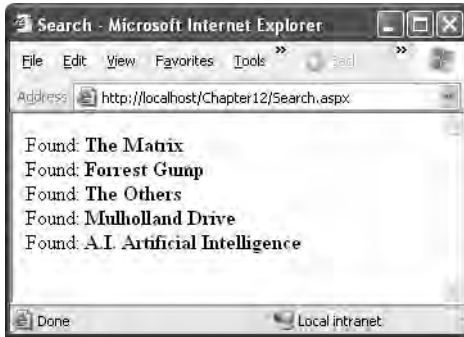 Search - Microsoft Internet Explorer
File Edit View Favorites Tools »
»
Address http://localhost/Chapter12/Search.aspx
Found: The Matrix
Found: Forrest Gump
Found: The Others
Found: Mulholland Drive
Found: A.I. Artificial Intelligence
Done Local intranet